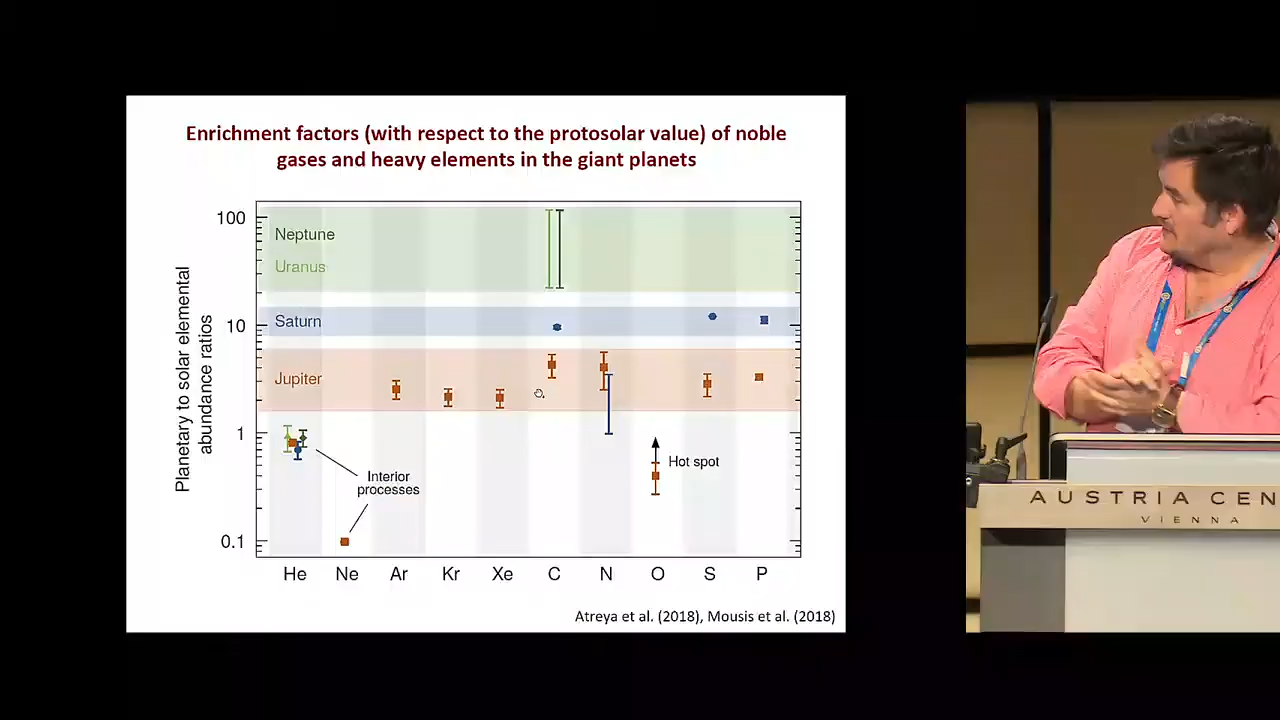 Enrichment factors (with respect to the protosolar value) of noble
gases and heavy elements in the giant planets
Planetary to solar elemental
abundance ratios
100
10
1
0.1
Neptune
Uranus
Saturn
Jupiter
Interior
processes
Hot spot
He Ne Ar Kr Xe C N O S P
Atreya et al. (2018), Mousis et al. (2018)
AUSTRIA CEN
VIENNA